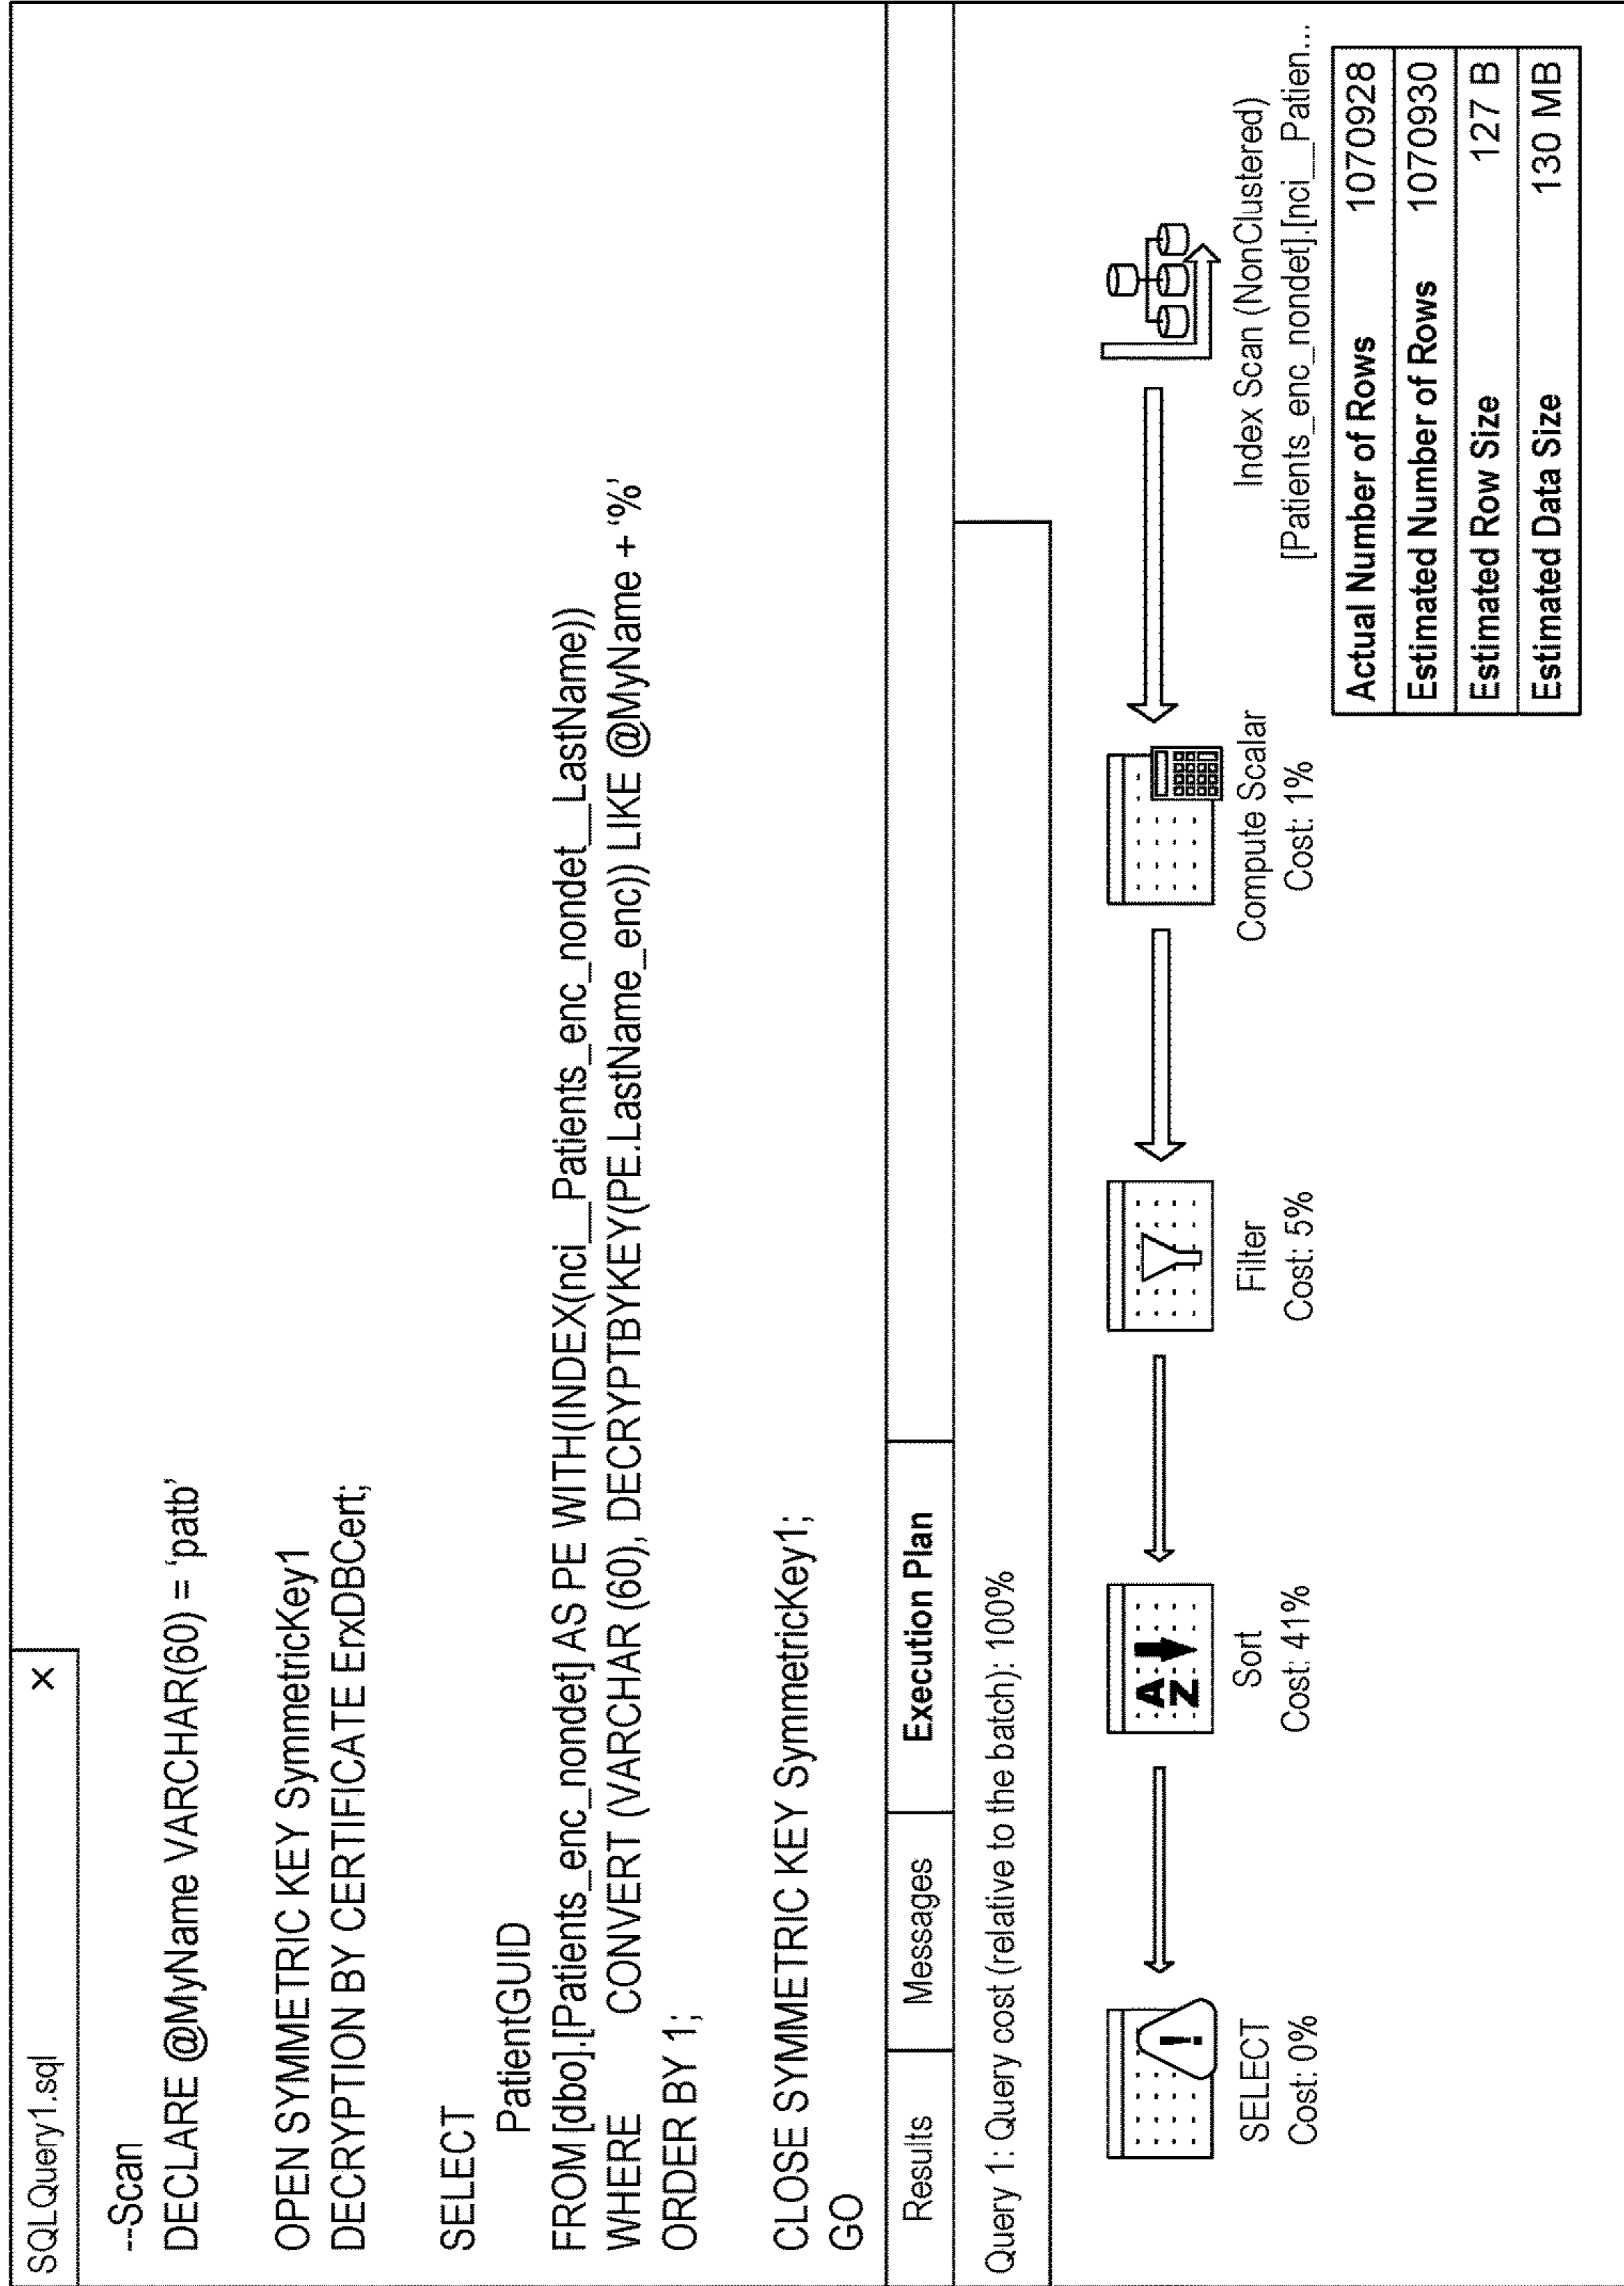 SQLQuery1.sql ×
--Scan
DECLARE @MyName VARCHAR(60) = ‘patb’
OPEN SYMMETRIC KEY SymmetricKey1
DECRYPTION BY CERTIFICATE ErxDBCert;
SELECT
PatientGUID
FROM [dbo].[Patients_enc_nondet] AS PE WITH(INDEX(nci__Patients_enc_nondet__LastName))
WHERE CONVERT (VARCHAR (60), DECRYPTBYKEY(PE.LastName_enc)) LIKE @MyName + ‘%’
ORDER BY 1;
CLOSE SYMMETRIC KEY SymmetricKey1;
GO
Results Messages Execution Plan
Query 1: Query cost (relative to the batch): 100%
SELECT
Cost: 0%
A
Z
Sort
Cost: 41%
Filter
Cost: 5%
Compute Scalar
Cost: 1%
Index Scan (NonClustered)
[Patients_enc_nondet].[nci__Patien...
Actual Number of Rows 1070928
Estimated Number of Rows 1070930
Estimated Row Size 127 B
Estimated Data Size 130 MB